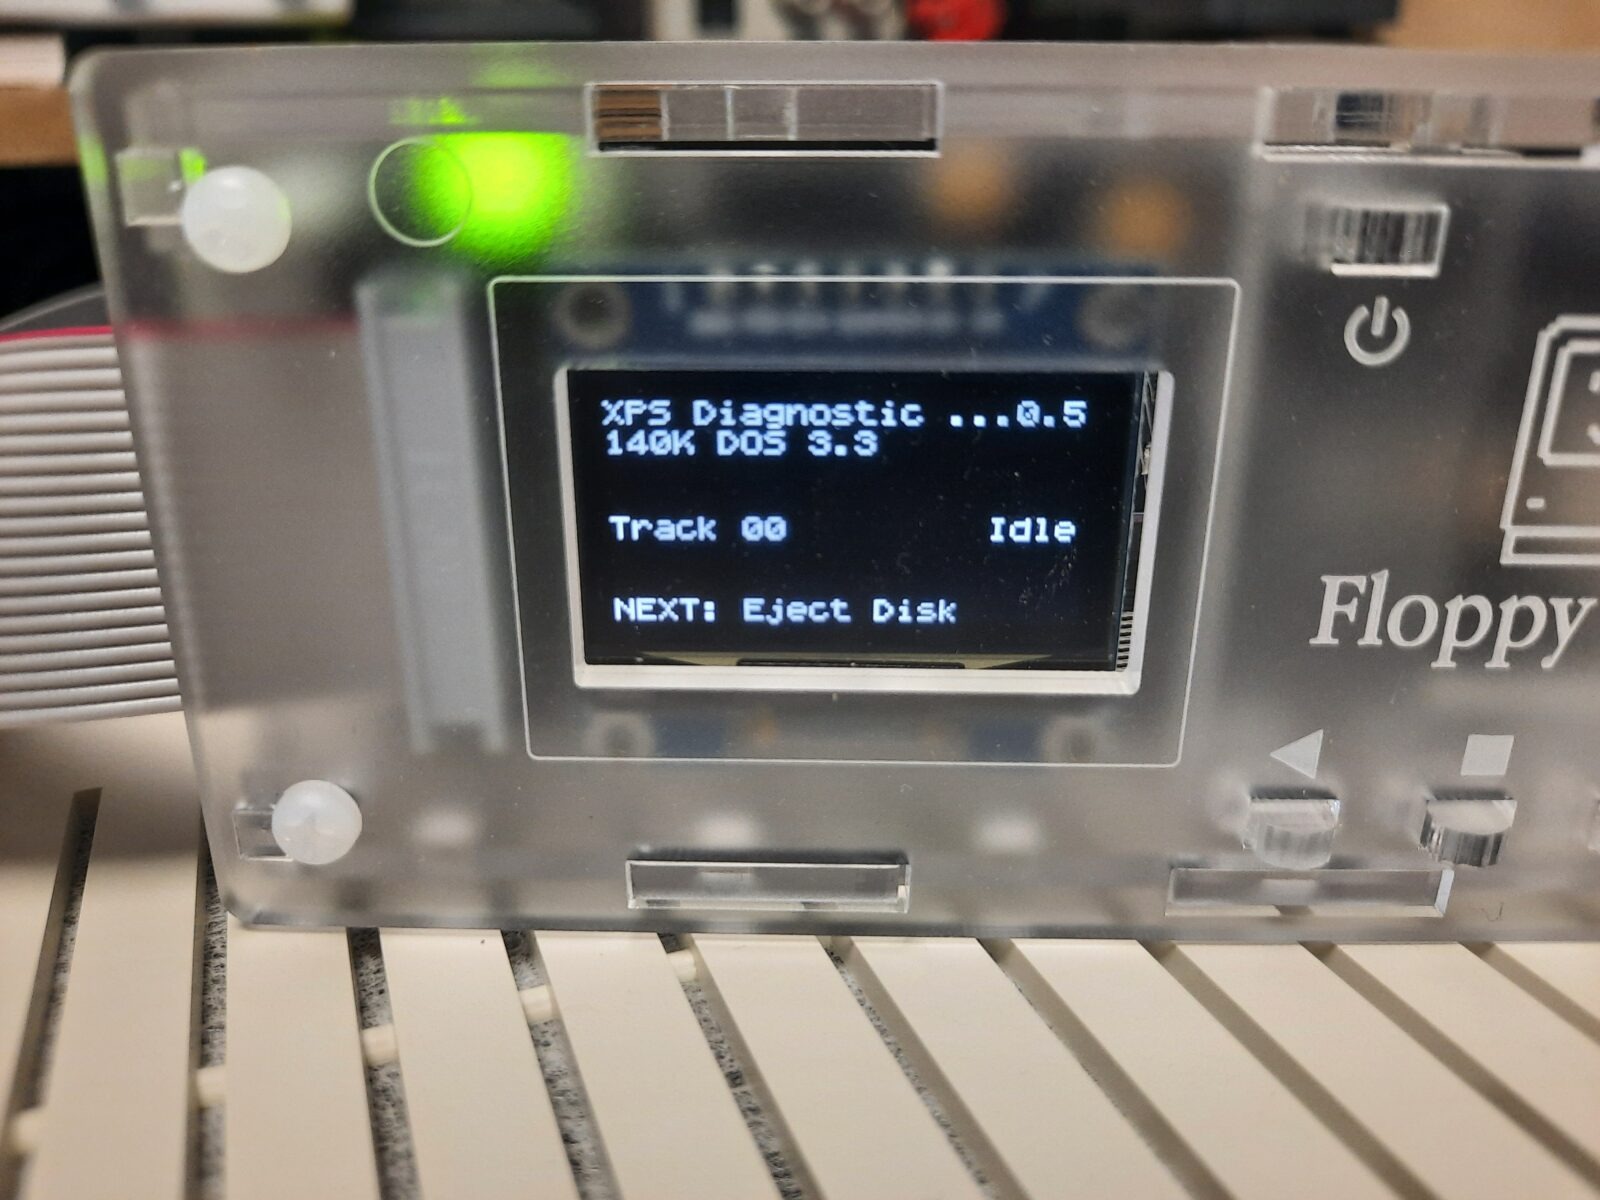 XPS Diagnostic ...0.5
140K DOS 3.3
Track 00 Idle
NEXT: Eject Disk
Floppy